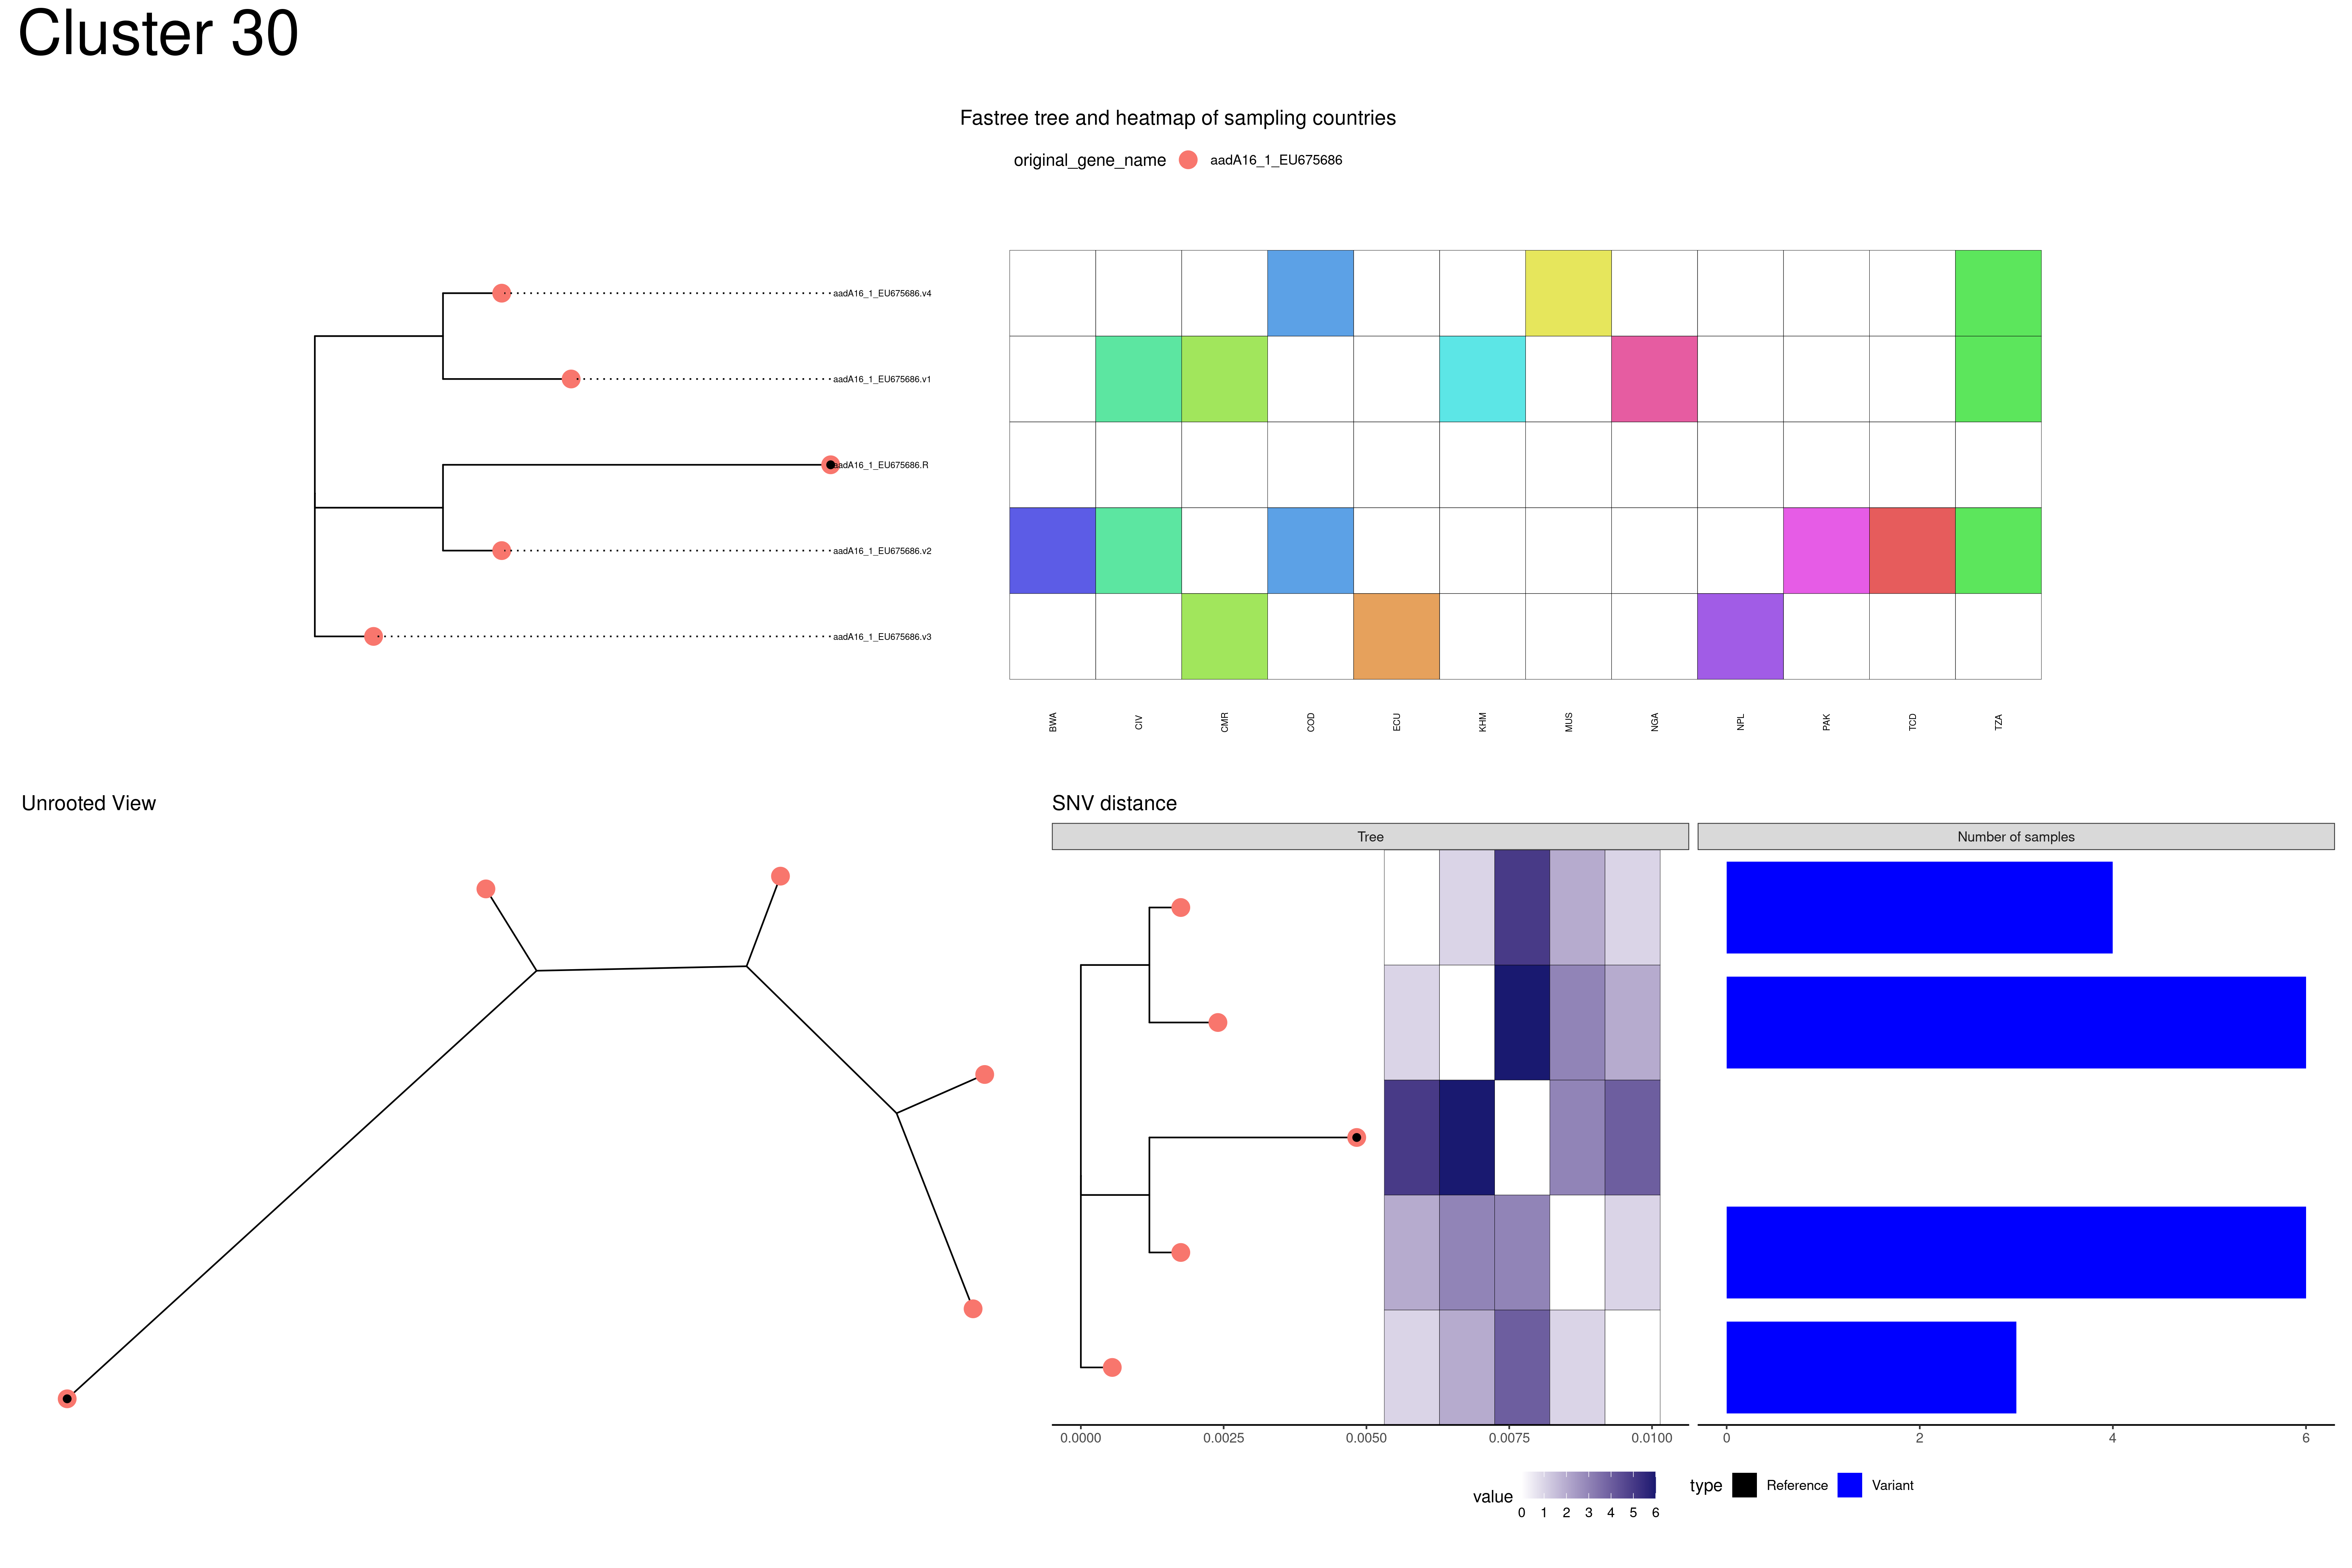 Cluster 30
Fastree tree and heatmap of sampling countries
original_gene_name aadA16_1_EU675686
aadA16_1_EU675686.v4
aadA16_1_EU675686.v1
aadA16_1_EU675686.R
aadA16_1_EU675686.v2
aadA16_1_EU675686.v3
BWA CIV CMR COD ECU KHM MUS NGA NPL PAK TCD TZA
Unrooted View
SNV distance
Tree Number of samples
0.0000 0.0025 0.0050 0.0075 0.0100 0 2 4 6
value 0 1 2 3 4 5 6
type Reference Variant